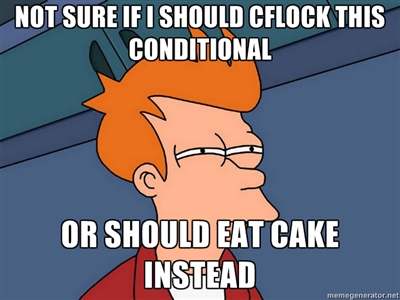 NOT SURE IF I SHOULD CFLOCK THIS
CONDITIONAL
OR SHOULD EAT CAKE
INSTEAD
memegenerator.net